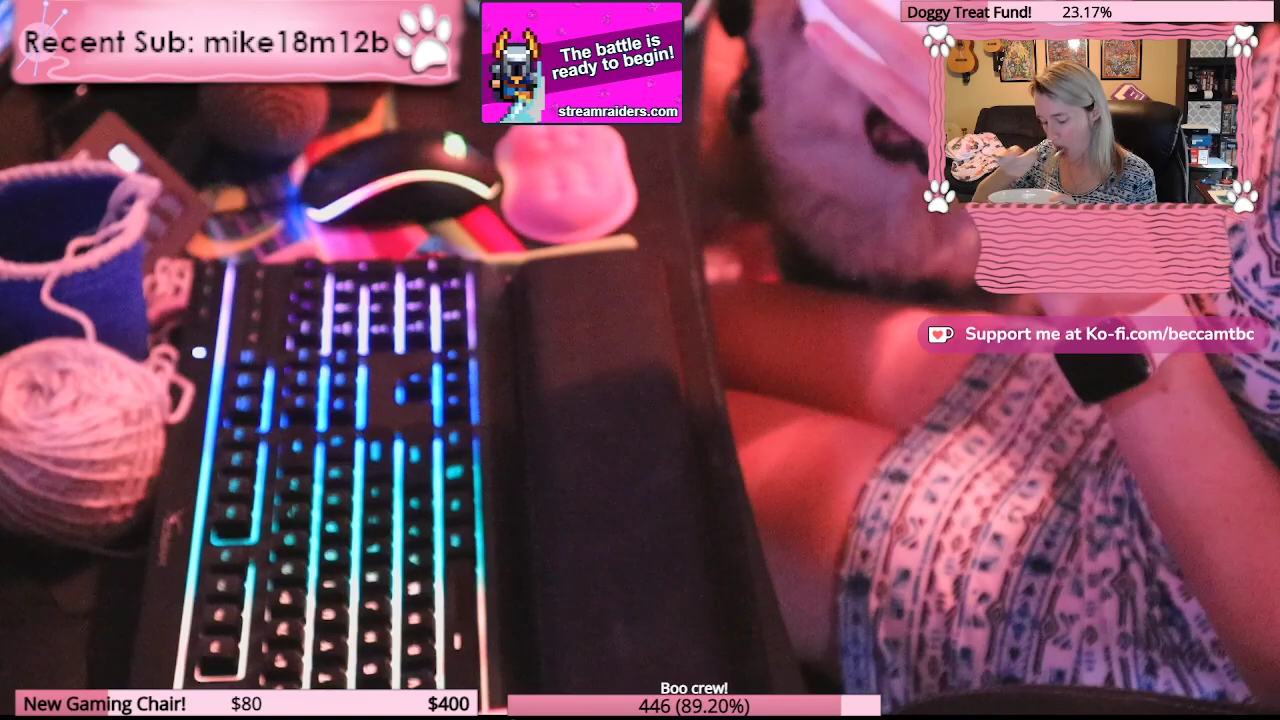 Recent Sub: mike18m12b
The battle is
ready to begin!
streamraiders.com
Doggy Treat Fund! 23.17%
Support me at Ko-fi.com/beccamtbc
New Gaming Chair! $80 $400
Boo crew!
446 (89.20%)